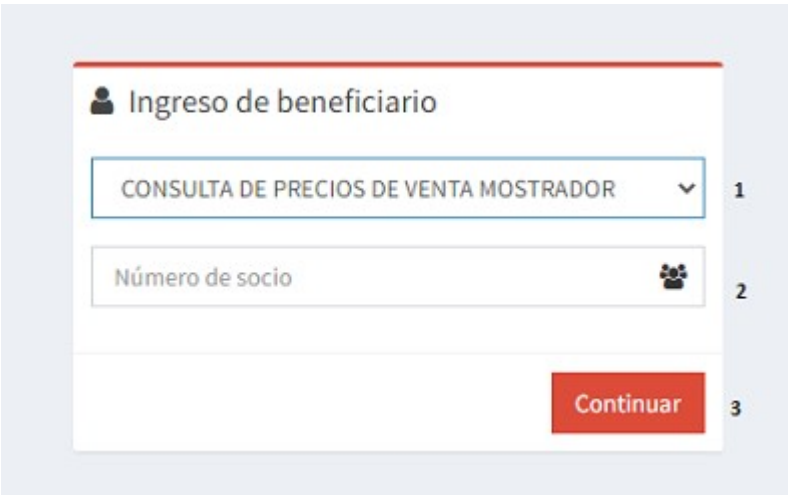 Ingreso de beneficiario
CONSULTA DE PRECIOS DE VENTA MOSTRADOR
1
Número de socio
2
Continuar
3